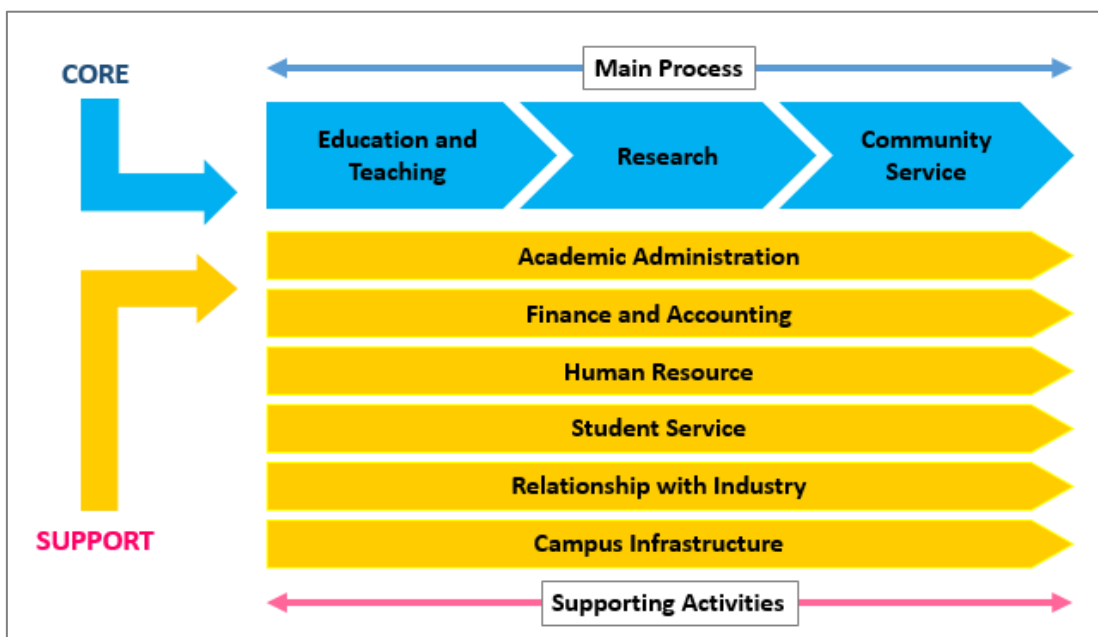 CORE
Main Process
Education and
Teaching
Research
Community
Service
Academic Administration
Finance and Accounting
Human Resource
Student Service
Relationship with Industry
Campus Infrastructure
SUPPORT
Supporting Activities